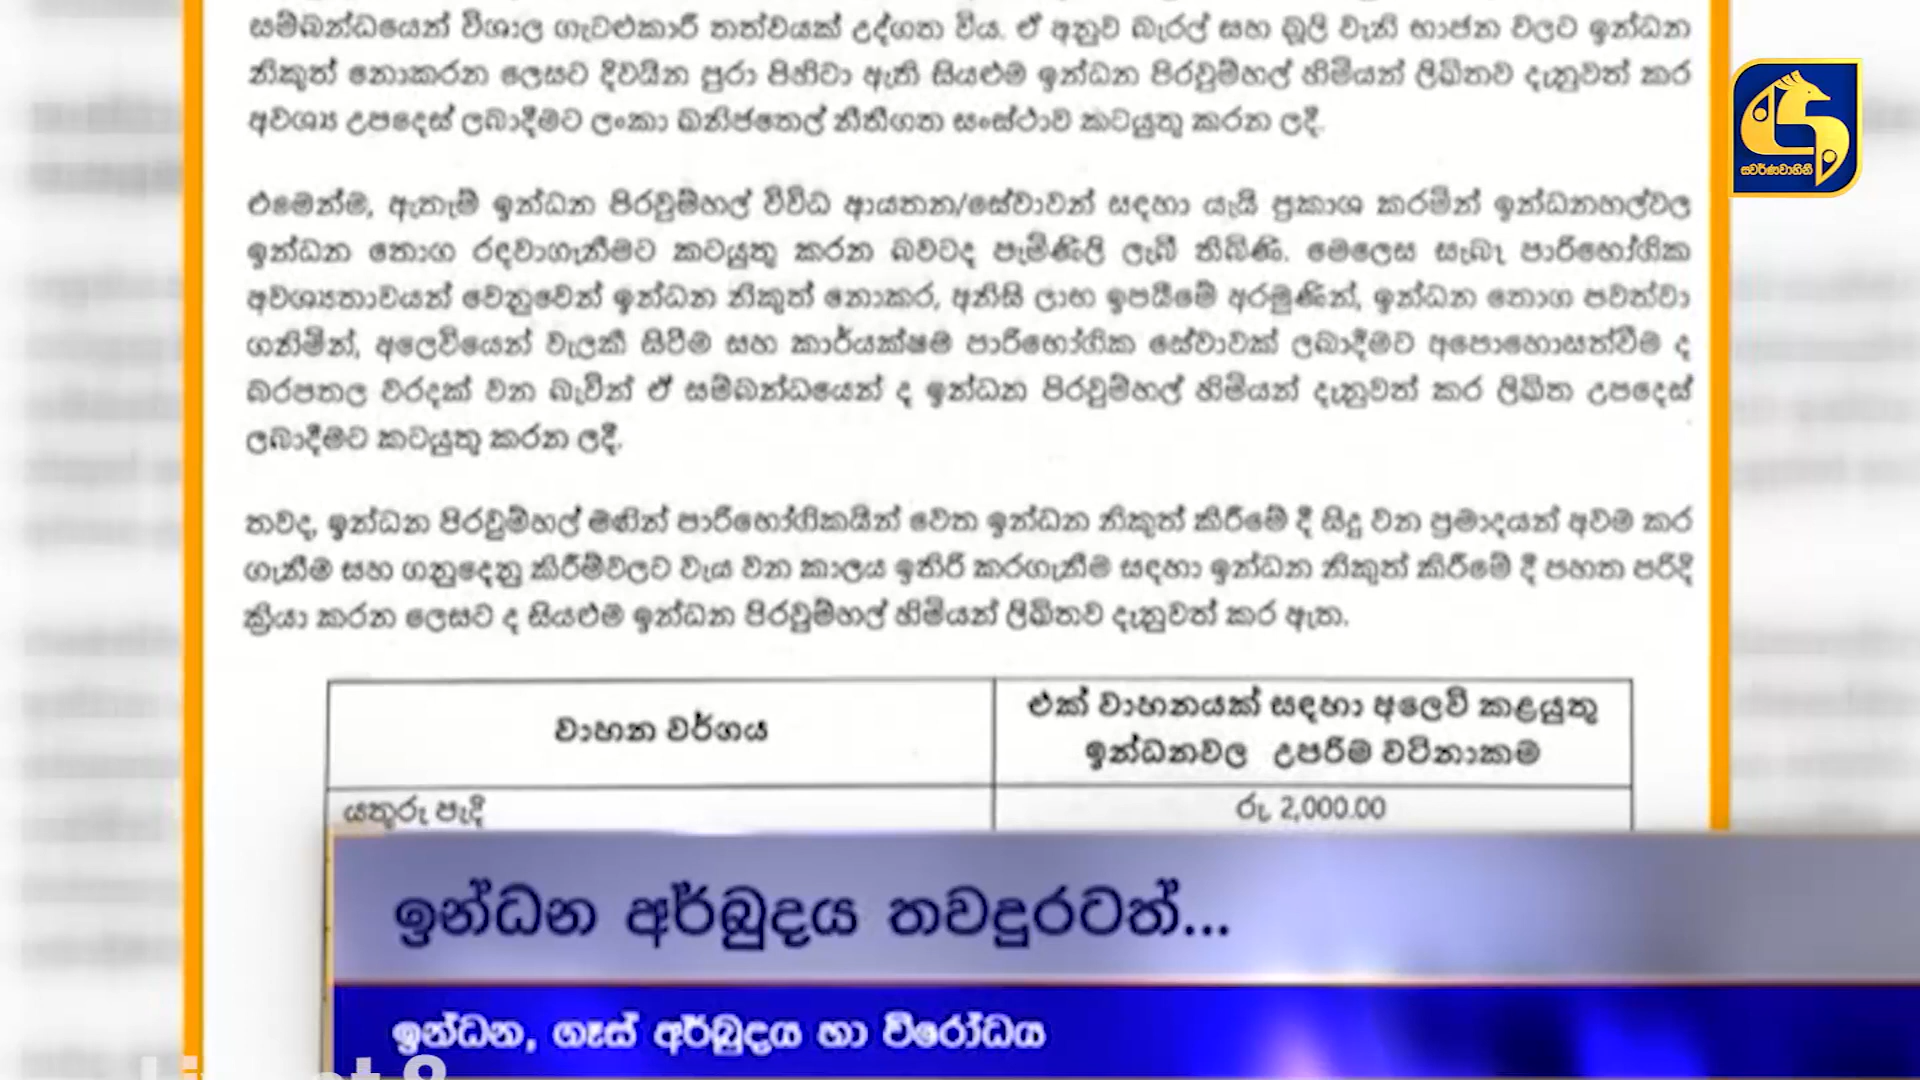 සම්බන්ධයෙන් විශාල ගැටළුකාරී තත්වයක් උද්ගත විය. ඒ අනුව බැරල් සහ බූලි වැනි භාජන වලට ඉන්ධන
නිකුත් නොකරන ලෙසට දිවයින පුරා පිහිටා ඇති සියළුම ඉන්ධන පිරවුම්හල් හිමියන් ලිඛිතව දැනුවත් කර
අවශ්‍ය උපදෙස් ලබාදීමට ලංකා ඛනිජතෙල් නීතිගත සංස්ථාව කටයුතු කරන ලදී.
එමෙන්ම, ඇතැම් ඉන්ධන පිරවුම්හල් විවිධ ආයතන/සේවාවන් සඳහා යැයි ප්‍රකාශ කරමින් ඉන්ධනහල්වල
ඉන්ධන තොග රඳවාගැනීමට කටයුතු කරන බවටද පැමිණිලි ලැබී තිබිණි. මෙලෙස සැබෑ පාරිභෝගික
අවශ්‍යතාවයන් වෙනුවෙන් ඉන්ධන නිකුත් නොකර, අනිසි ලාභ ඉපයීමේ අරමුණින්, ඉන්ධන තොග පවත්වා
ගනිමින්, අලෙවියෙන් වැලකී සිටීම සහ කාර්යක්ෂම පාරිභෝගික සේවාවක් ලබාදීමට අපොහොසත්වීම ද
බරපතල වරදක් වන බැවින් ඒ සම්බන්ධයෙන් ද ඉන්ධන පිරවුම්හල් හිමියන් දැනුවත් කර ලිඛිත උපදෙස්
ලබාදීමට කටයුතු කරන ලදී.
තවද, ඉන්ධන පිරවුම්හල් මඟින් පාරිභෝගිකයින් වෙත ඉන්ධන නිකුත් කිරීමේ දී සිදු වන ප්‍රමාදයන් අවම කර
ගැනීම සහ ගනුදෙනු කිරීම්වලට වැය වන කාලය ඉතිරි කරගැනීම සඳහා ඉන්ධන නිකුත් කිරීමේ දී පහත පරිදි
ක්‍රියා කරන ලෙසට ද සියළුම ඉන්ධන පිරවුම්හල් හිමියන් ලිඛිතව දැනුවත් කර ඇත.
වාහන වර්ගය
එක් වාහනයක් සඳහා අලෙවි කළයුතු
ඉන්ධනවල උපරිම වටිනාකම
යතුරු පැදි
රු. 2,000.00
ඉන්ධන අර්බුදය තවදුරටත්...
ඉන්ධන, ගෑස් අර්බුදය හා විරෝධය
ස්වර්ණවාහිනී